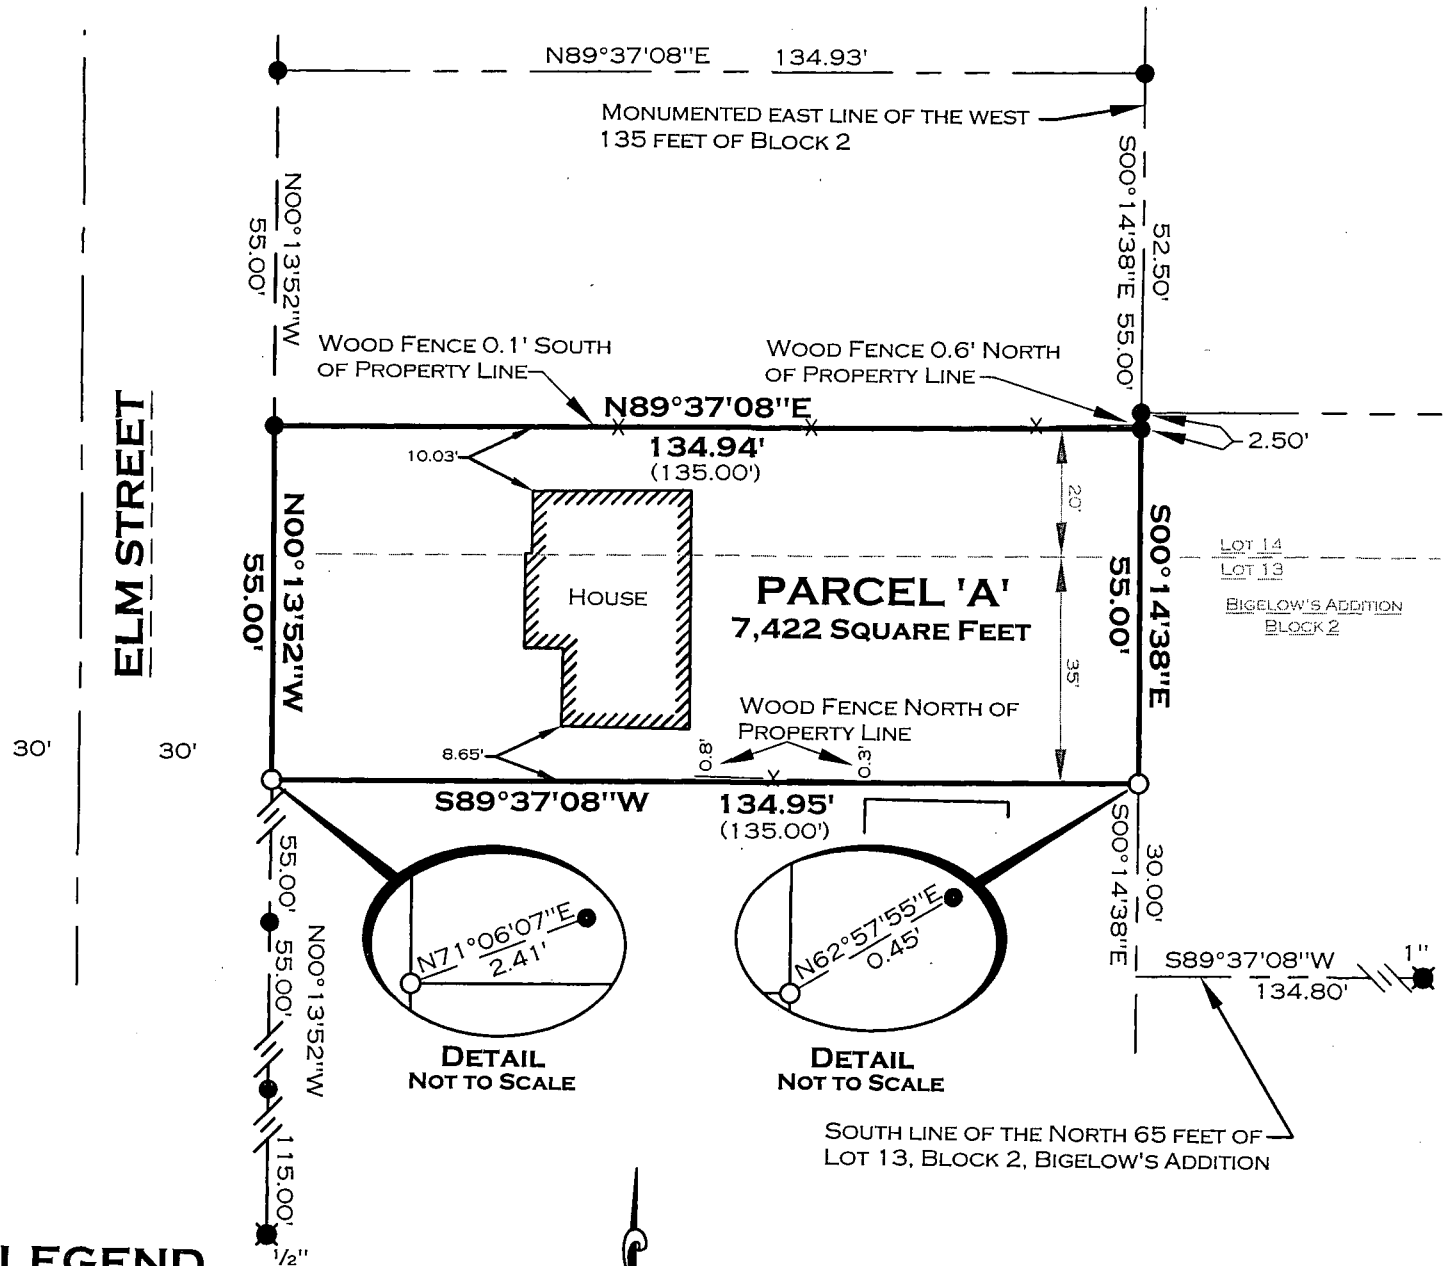 N89°37'08"E 134.93'
MONUMENTED EAST LINE OF THE WEST
135 FEET OF BLOCK 2
N00°13'52"W
55.00'
S00°14'38"E 55.00'
52.50'
WOOD FENCE 0.1' SOUTH
OF PROPERTY LINE
WOOD FENCE 0.6' NORTH
OF PROPERTY LINE
N89°37'08"E
134.94'
(135.00')
2.50'
10.03'
20'
ELM STREET
N00°13'52"W
55.00'
S00°14'38"E
55.00'
LOT 14
LOT 13
BIGELOW'S ADDITION
BLOCK 2
HOUSE
PARCEL 'A'
7,422 SQUARE FEET
35'
WOOD FENCE NORTH OF
PROPERTY LINE
30'
30'
8.65'
0.8'
0.3'
S89°37'08"W
134.95'
(135.00')
55.00'
55.00'
N00°13'52"W
115.00'
1/2"
N71°06'07"E
2.41'
DETAIL
NOT TO SCALE
N62°57'55"E
0.45'
DETAIL
NOT TO SCALE
S00°14'38"E
30.00'
S89°37'08"W
134.80'
1"
SOUTH LINE OF THE NORTH 65 FEET OF
LOT 13, BLOCK 2, BIGELOW'S ADDITION
LEGEND